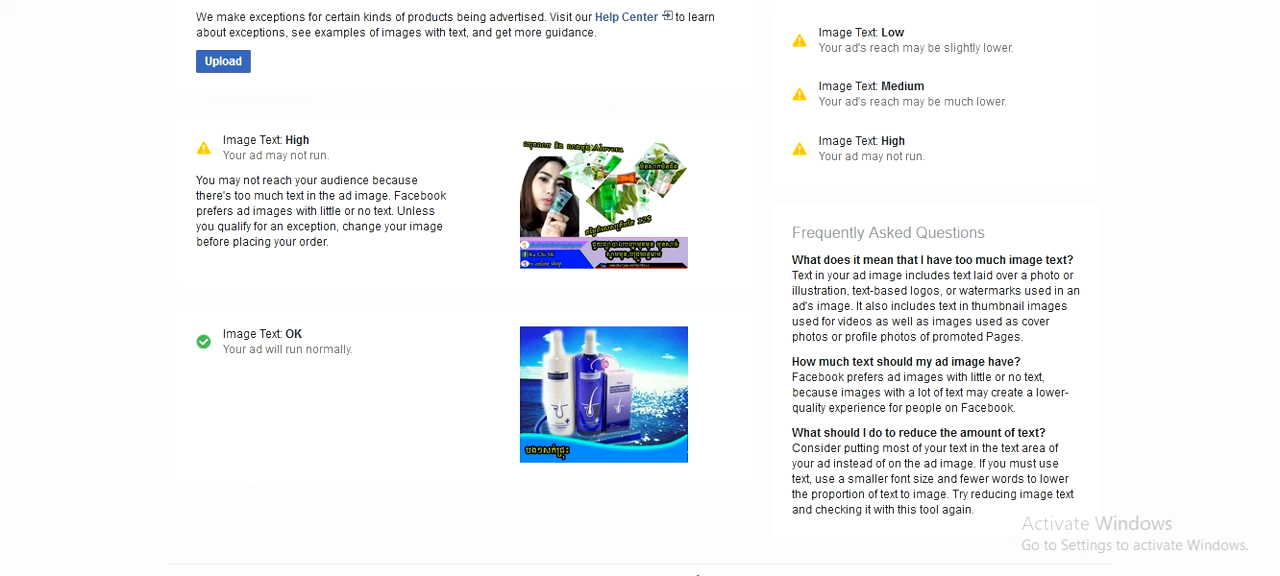 We make exceptions for certain kinds of products being advertised. Visit our Help Center to learn
about exceptions, see examples of images with text, and get more guidance.
Upload
Image Text: High
Your ad may not run.
You may not reach your audience because
there's too much text in the ad image. Facebook
prefers ad images with little or no text. Unless
you qualify for an exception, change your image
before placing your order.
Image Text: OK
Your ad will run normally.
Image Text: Low
Your ad's reach may be slightly lower.
Image Text: Medium
Your ad's reach may be much lower.
Image Text: High
Your ad may not run.
Frequently Asked Questions
What does it mean that I have too much image text?
Text in your ad image includes text laid over a photo or
illustration, text-based logos, or watermarks used in an
ad's image. It also includes text in thumbnail images
used for videos as well as images used as cover
photos or profile photos of promoted Pages.
How much text should my ad image have?
Facebook prefers ad images with little or no text,
because images with a lot of text may create a lower-
quality experience for people on Facebook.
What should I do to reduce the amount of text?
Consider putting most of your text in the text area of
your ad instead of on the ad image. If you must use
text, use a smaller font size and fewer words to lower
the proportion of text to image. Try reducing image text
and checking it with this tool again.
Activate Windows
Go to Settings to activate Windows.